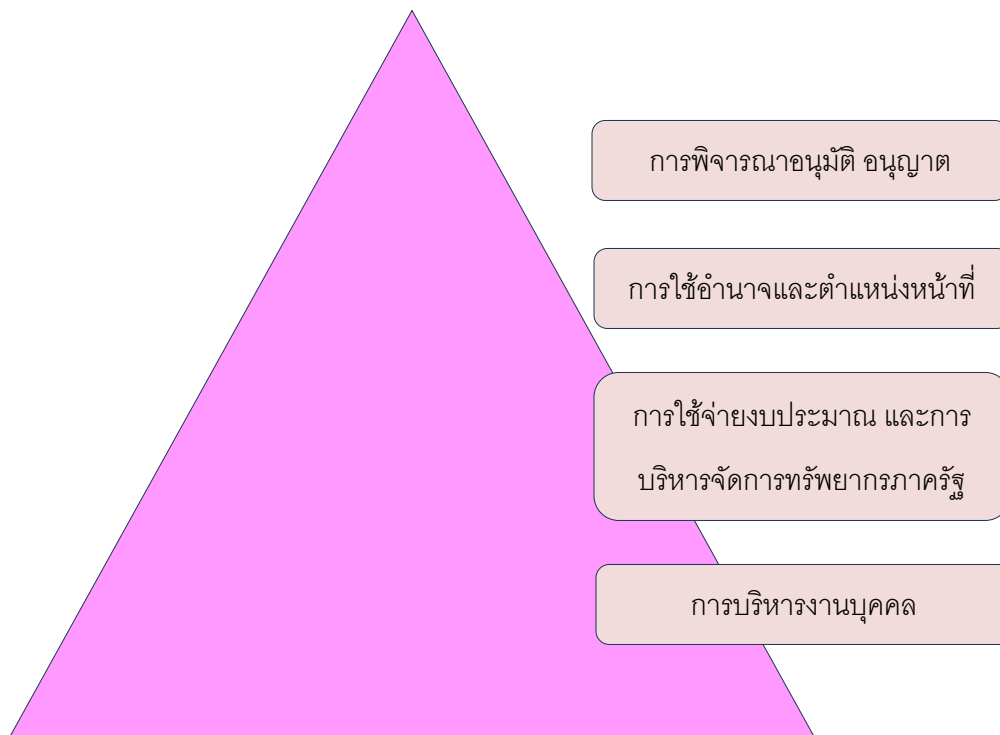 การพิจารณาอนุมัติ อนุญาต
การใช้อำนาจและตำแหน่งหน้าที่
การใช้จ่ายงบประมาณ และการ
บริหารจัดการทรัพยากรภาครัฐ
การบริหารงานบุคคล